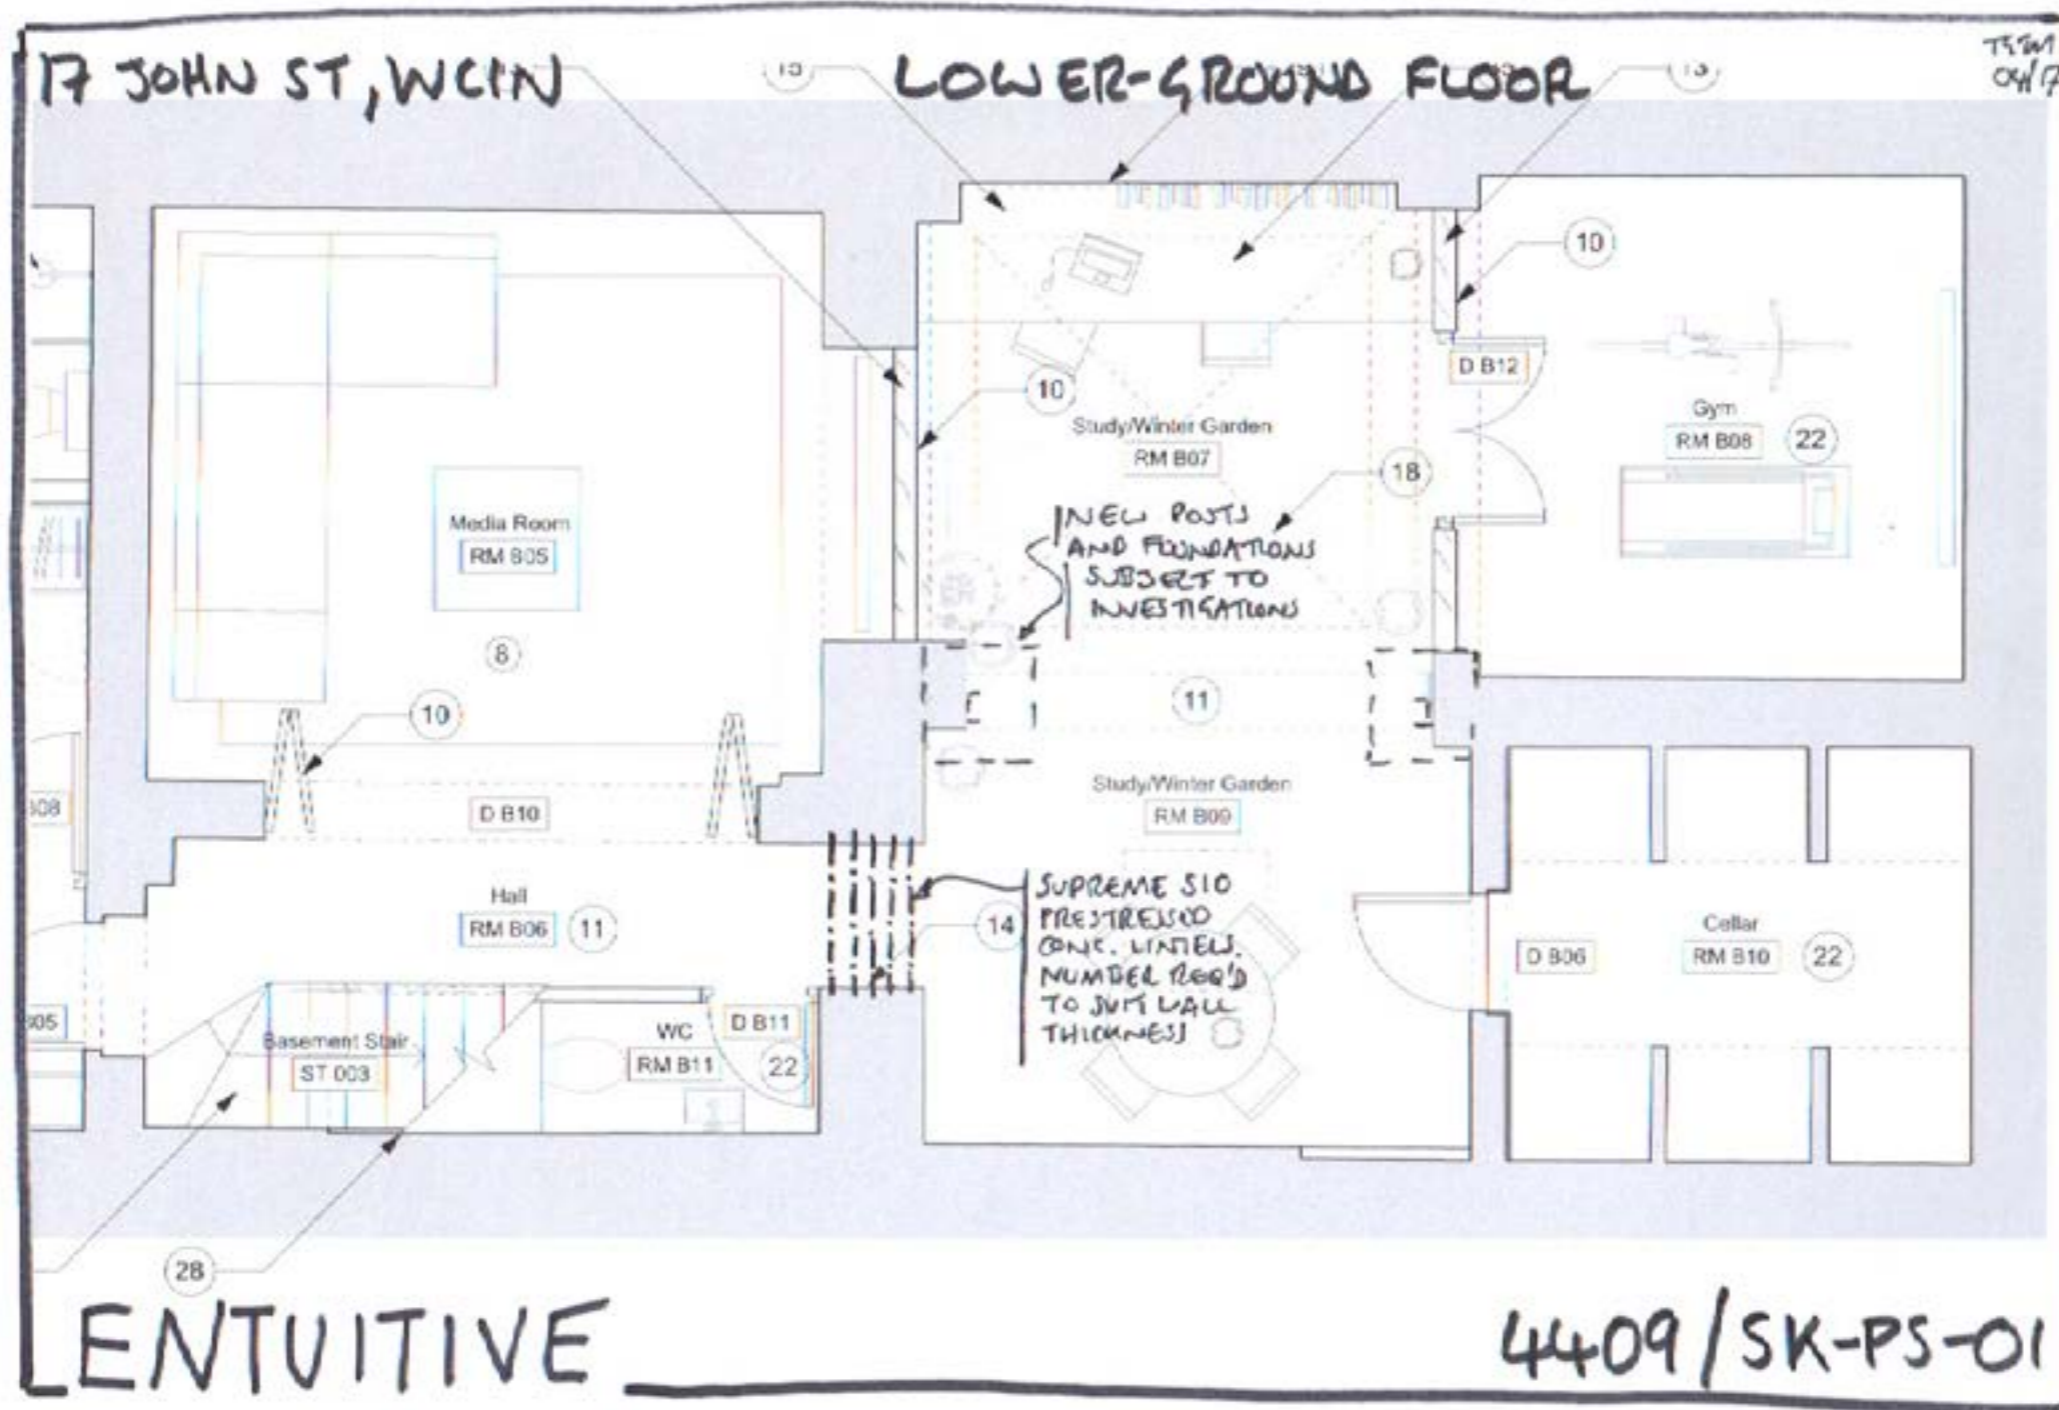 17 JOHN ST, WC1N
LOWER-GROUND FLOOR
04/17
15
13
10
D B12
10
Study/Winter Garden
RM B07
Gym
RM B08
22
18
Media Room
RM B05
NEW POSTS
AND FOUNDATIONS
SUBJECT TO
INVESTIGATIONS
8
10
11
D B10
Study/Winter Garden
RM B09
Hall
RM B06
11
14
SUPREME S10
PRESTRESSED
CONC. LINTELS.
NUMBER REQ'D
TO SUIT WALL
THICKNESS
D B06
Cellar
RM B10
22
Basement Stair
ST 003
WC
RM B11
D B11
22
28
ENTUITIVE
4409/SK-PS-01